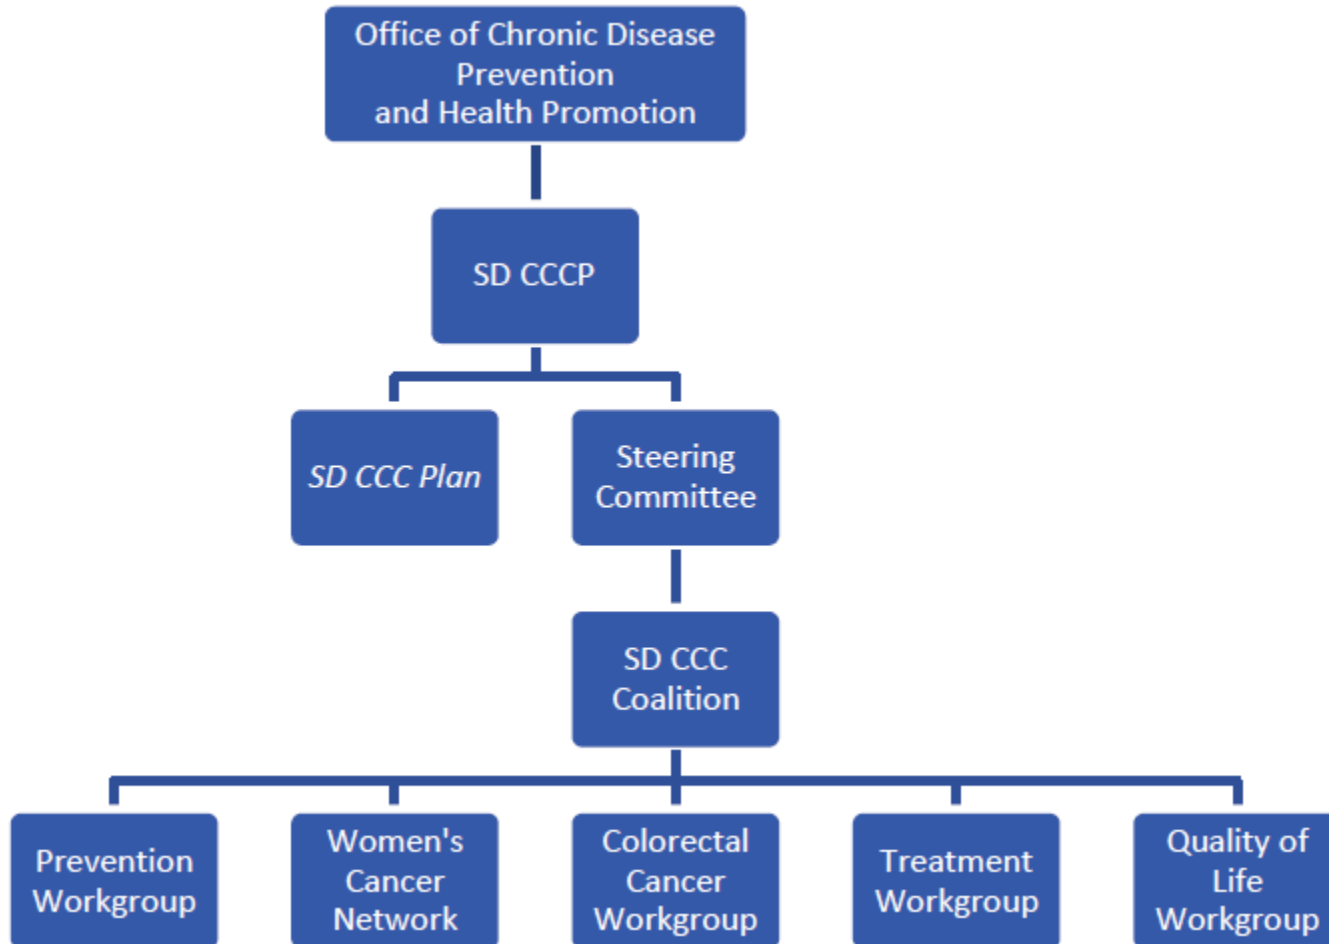 Office of Chronic Disease
Prevention
and Health Promotion
SD CCCP
SD CCC Plan
Steering
Committee
SD CCC
Coalition
Prevention
Workgroup
Women's
Cancer
Network
Colorectal
Cancer
Workgroup
Treatment
Workgroup
Quality of
Life
Workgroup